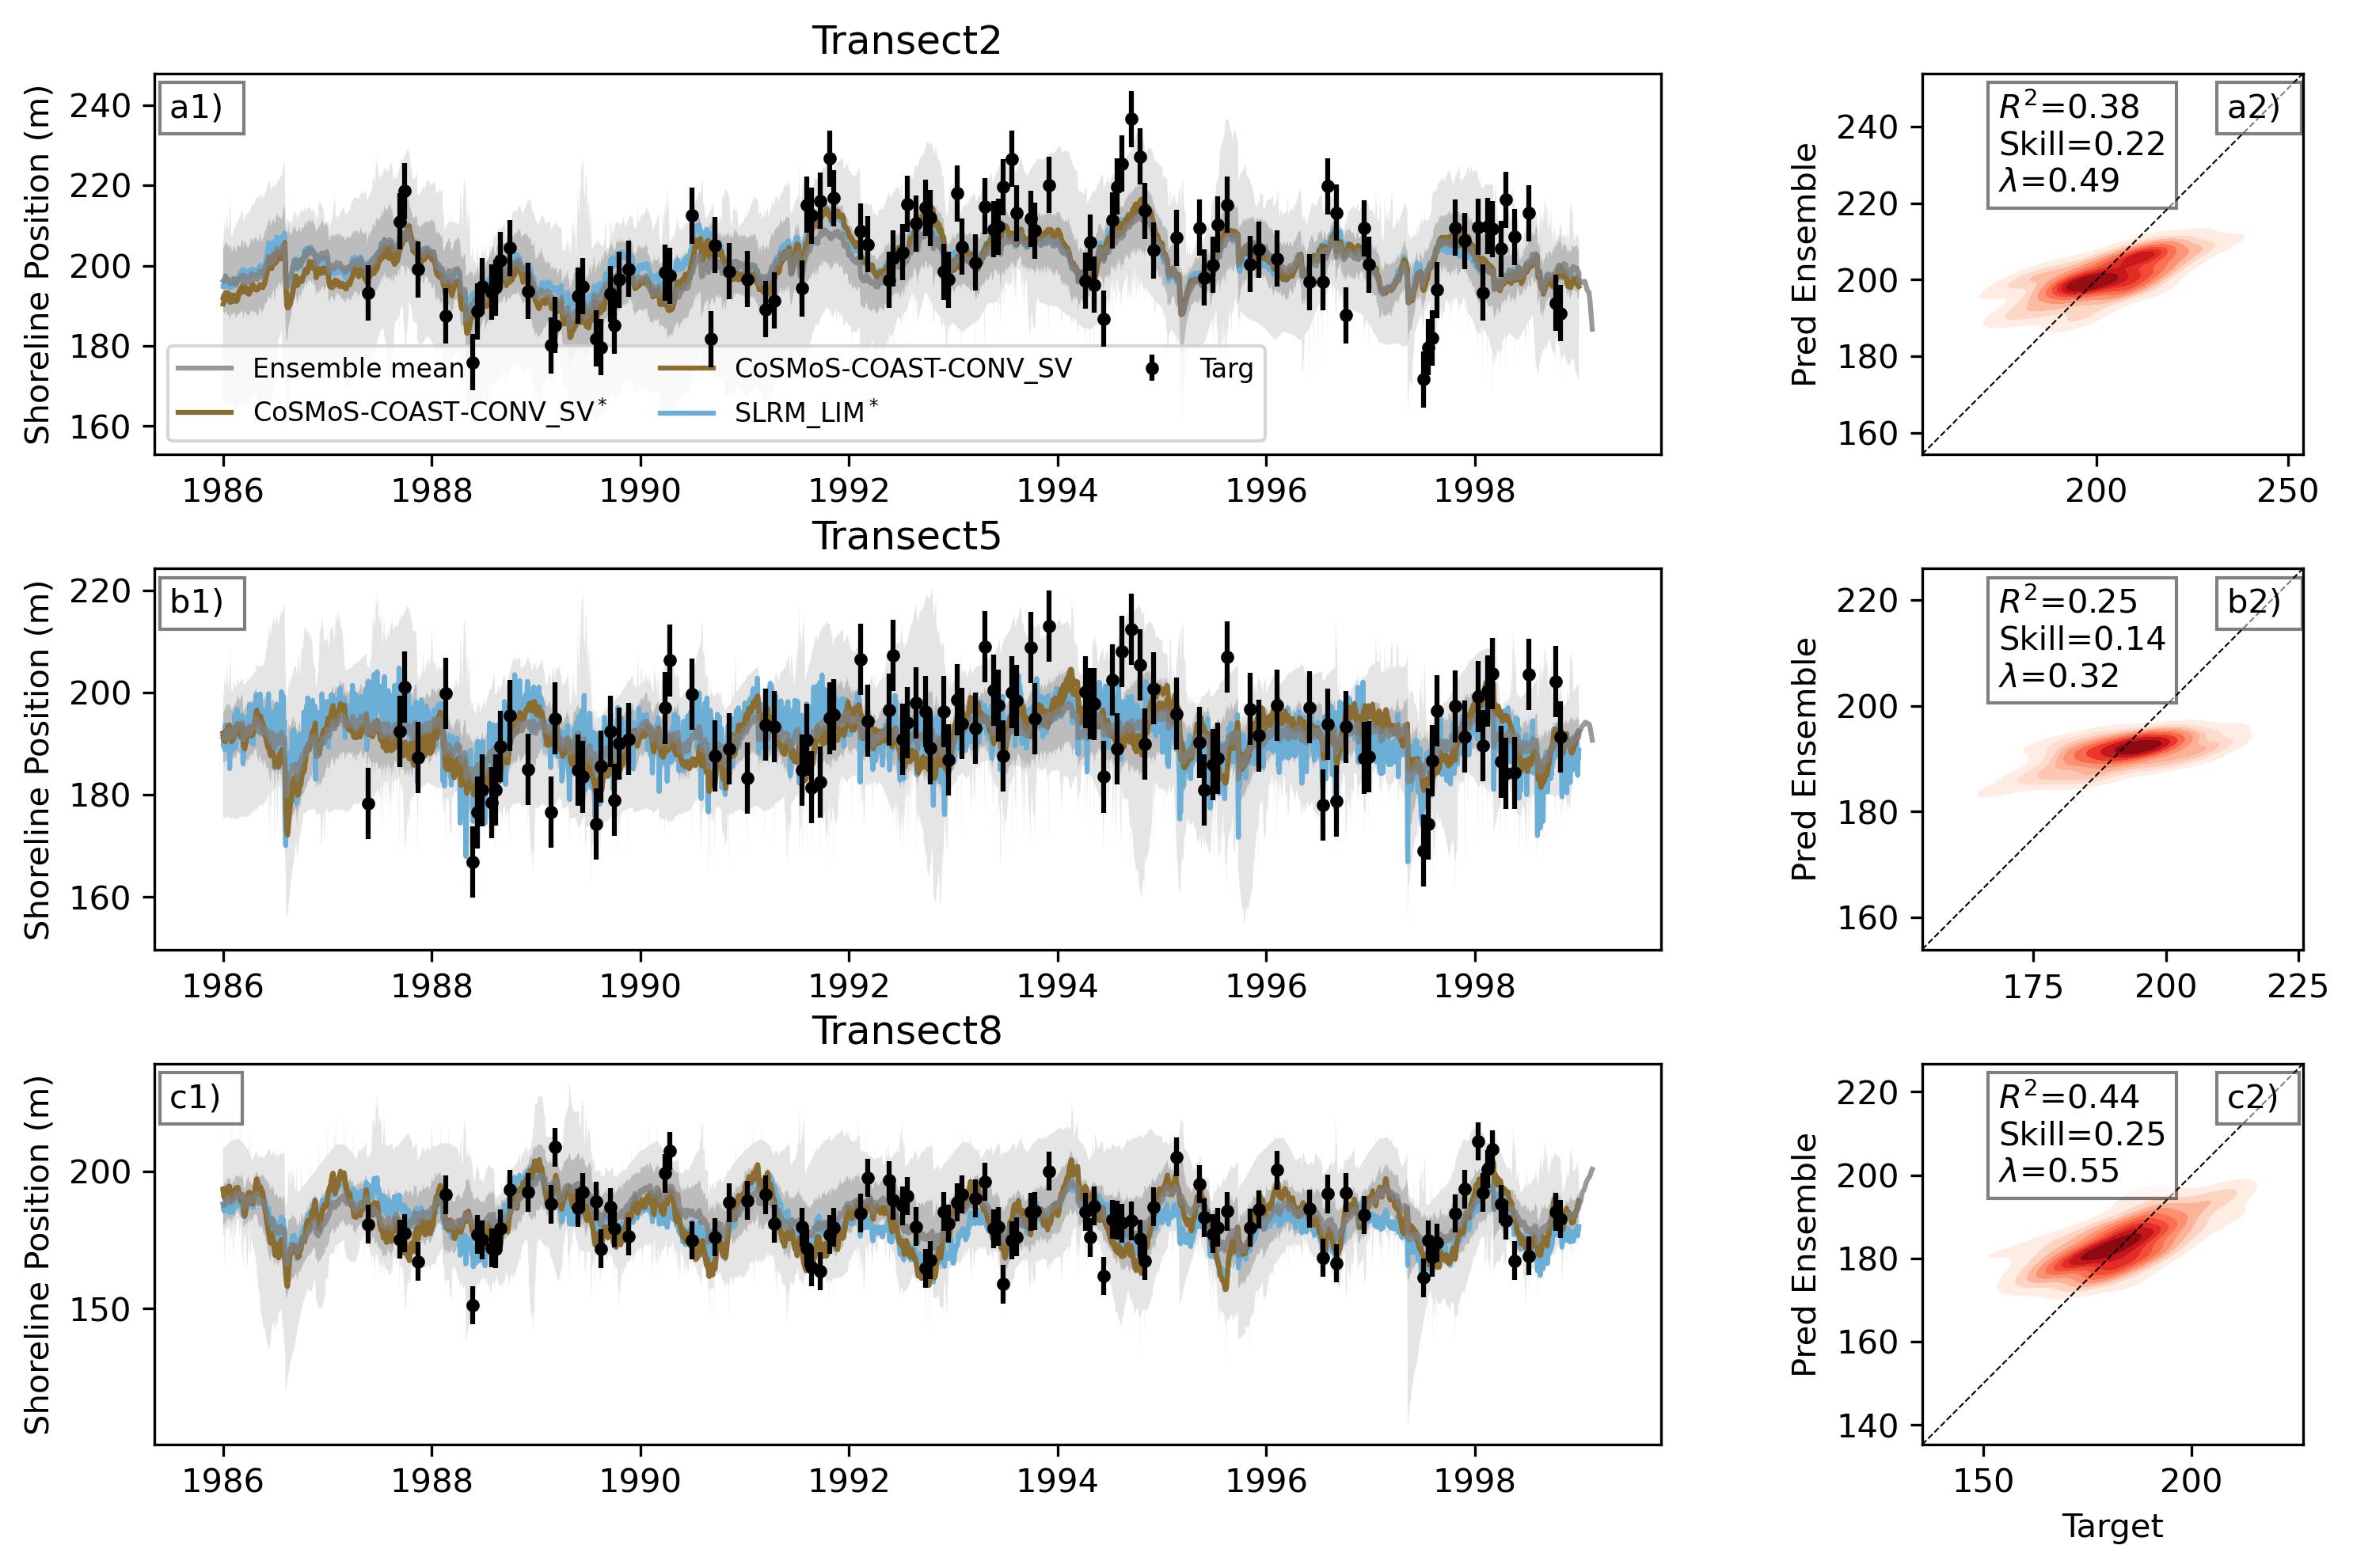 Transect2
Shoreline Position (m)
240
220
200
180
160
a1)
Ensemble mean
CoSMoS-COAST-CONV_SV*
CoSMoS-COAST-CONV_SV
SLRM_LIM*
Targ
1986 1988 1990 1992 1994 1996 1998
Pred Ensemble
240
220
200
180
160
R²=0.38
Skill=0.22
λ=0.49
a2)
200 250
Transect5
Shoreline Position (m)
220
200
180
160
b1)
1986 1988 1990 1992 1994 1996 1998
Pred Ensemble
220
200
180
160
R²=0.25
Skill=0.14
λ=0.32
b2)
175 200 225
Transect8
Shoreline Position (m)
200
150
c1)
1986 1988 1990 1992 1994 1996 1998
Pred Ensemble
220
200
180
160
140
R²=0.44
Skill=0.25
λ=0.55
c2)
150 200
Target